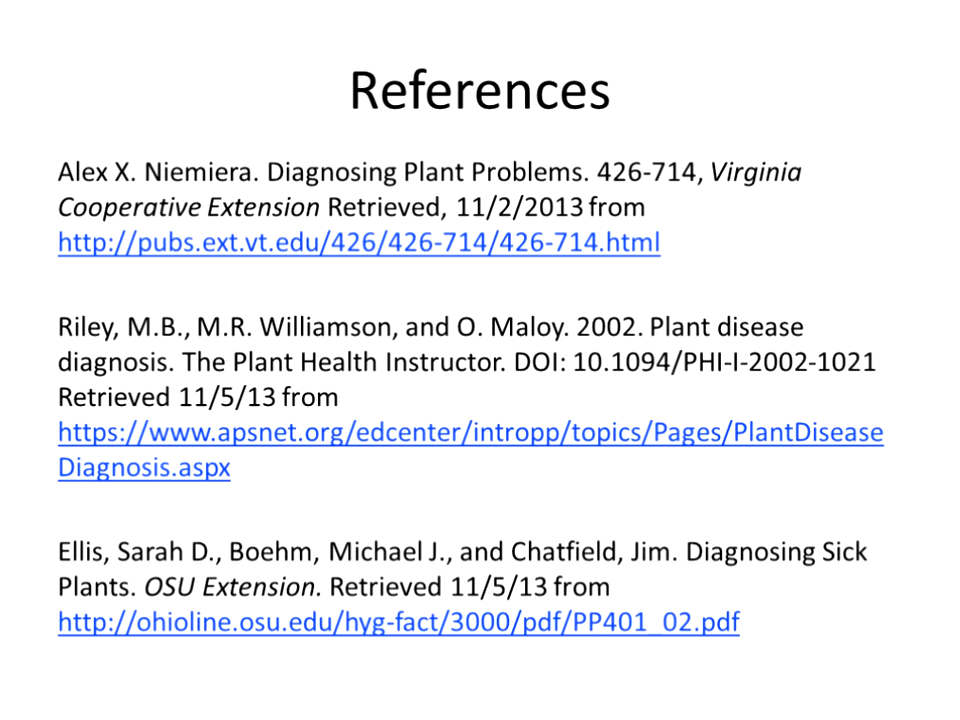 References
Alex X. Niemiera. Diagnosing Plant Problems. 426-714, Virginia
Cooperative Extension Retrieved, 11/2/2013 from
http://pubs.ext.vt.edu/426/426-714/426-714.html
Riley, M.B., M.R. Williamson, and O. Maloy. 2002. Plant disease
diagnosis. The Plant Health Instructor. DOI: 10.1094/PHI-I-2002-1021
Retrieved 11/5/13 from
https://www.apsnet.org/edcenter/intropp/topics/Pages/PlantDisease
Diagnosis.aspx
Ellis, Sarah D., Boehm, Michael J., and Chatfield, Jim. Diagnosing Sick
Plants. OSU Extension. Retrieved 11/5/13 from
http://ohioline.osu.edu/hyg-fact/3000/pdf/PP401_02.pdf